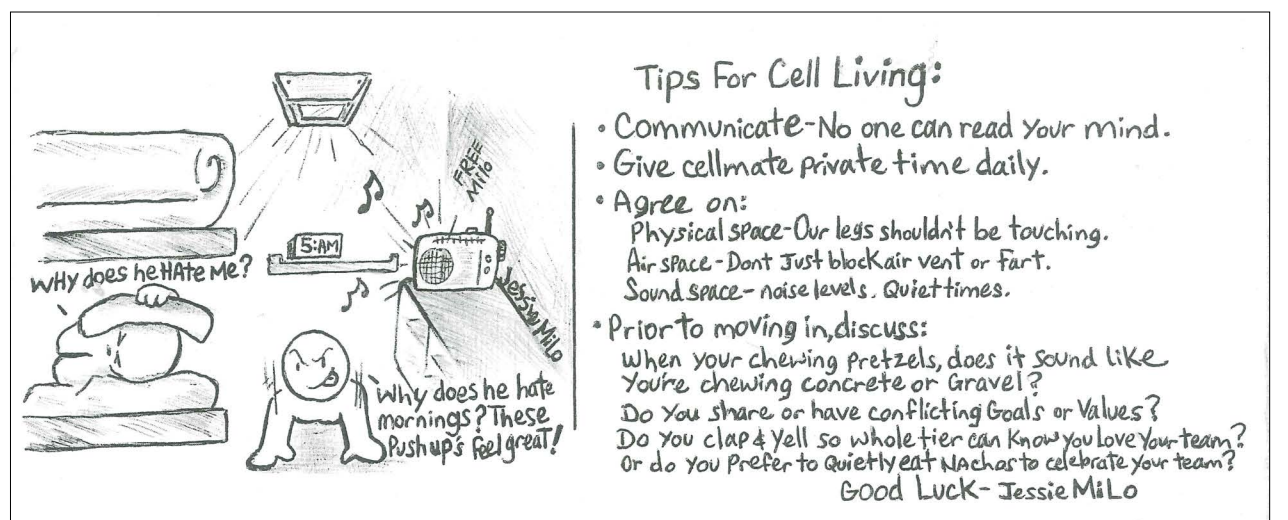 FREE
Milo
5:AM
WHY does he HAte Me?
Jessie Milo
Why does he hate
mornings? These
Pushup's feel great!
Tips For Cell Living:
• Communicate-No one can read your mind.
• Give cellmate private time daily.
• Agree on:
Physical space-Our legs shouldn't be touching.
Air space-Dont Just block air vent or fart.
Sound space-noise levels. Quiet times.
• Prior to moving in, discuss:
When your chewing pretzels, does it sound like
You're chewing concrete or Gravel?
Do You share or have conflicting Goals or Values?
Do you clap & Yell so whole tier can Know you Love Your team?
Or do you Prefer to Quietly eat NAchos to celebrate your team?
GOOD LUCK- Jessie MiLo